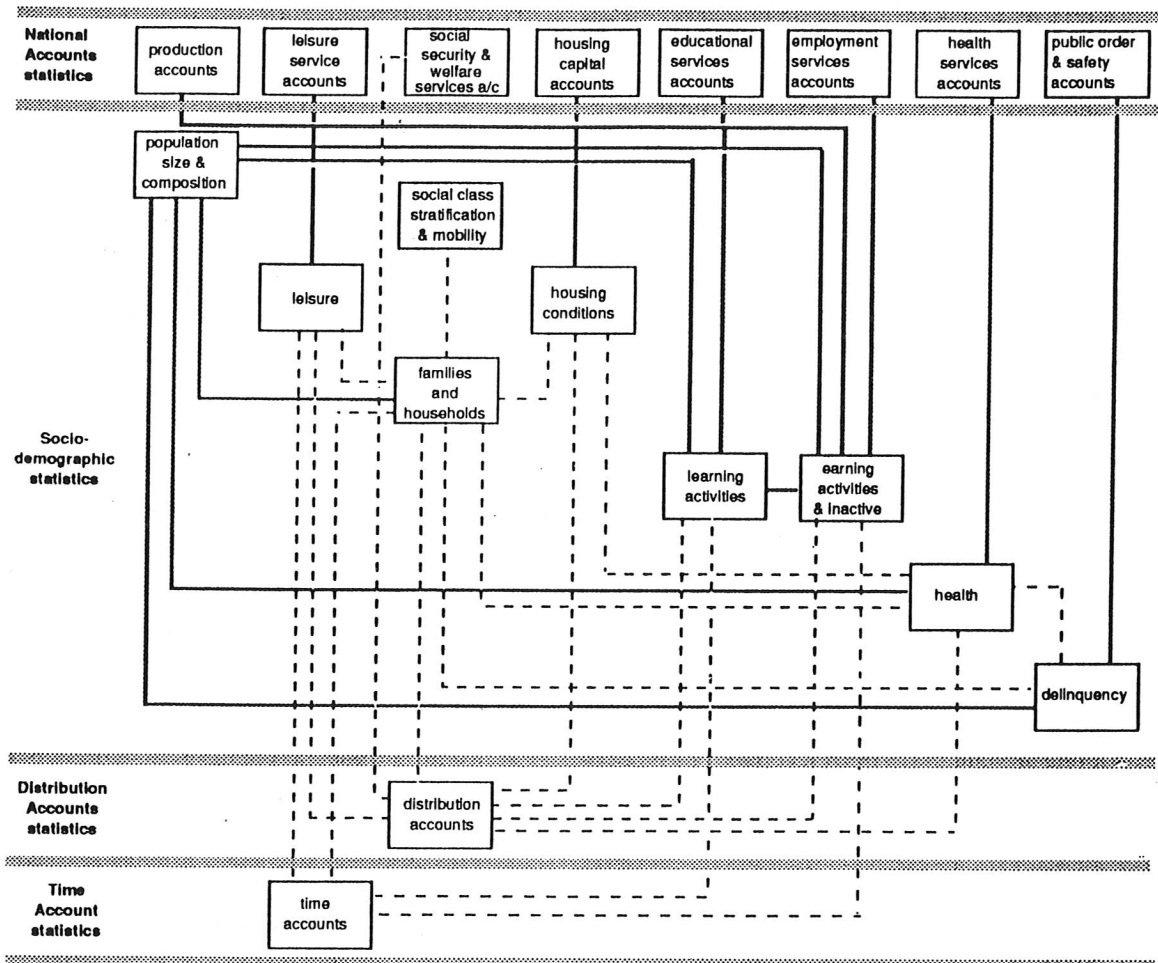 National
Accounts
statistics
production
accounts
leisure
service
accounts
social
security &
welfare
services a/c
housing
capital
accounts
educational
services
accounts
employment
services
accounts
health
services
accounts
public order
& safety
accounts
population
size &
composition
social class
stratification
& mobility
leisure
housing
conditions
families
and
households
Socio-
demographic
statistics
learning
activities
earning
activities
& inactive
health
delinquency
Distribution
Accounts
statistics
distribution
accounts
Time
Account
statistics
time
accounts